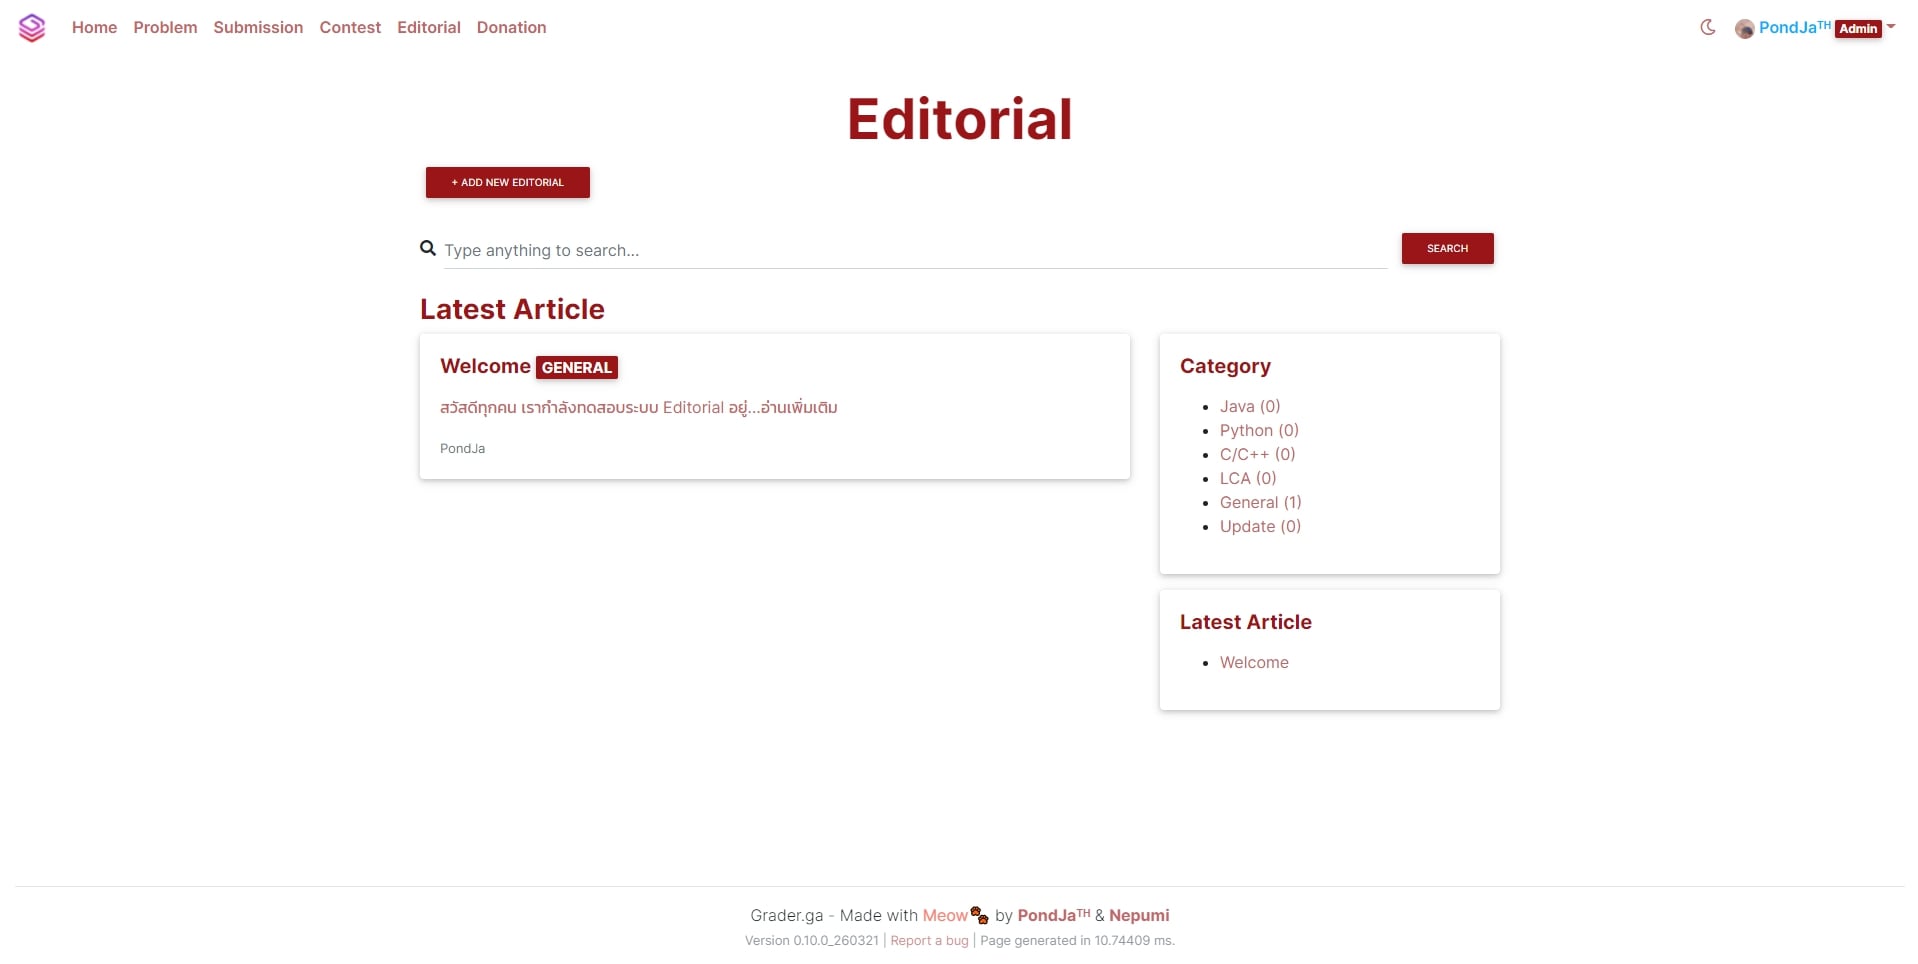 Home Problem Submission Contest Editorial Donation PondJaᵀᴴ Admin
Editorial
+ ADD NEW EDITORIAL
Type anything to search... SEARCH
Latest Article
Welcome GENERAL
สวัสดีทุกคน เรากำลังทดสอบระบบ Editorial อยู่...อ่านเพิ่มเติม
PondJa
Category
Java (0)
Python (0)
C/C++ (0)
LCA (0)
General (1)
Update (0)
Latest Article
Welcome
Grader.ga - Made with Meow🐾 by PondJaᵀᴴ & Nepumi
Version 0.10.0_260321 | Report a bug | Page generated in 10.74409 ms.